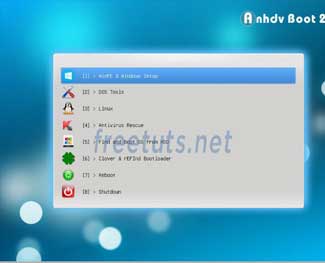 Anhdv Boot 2
[1] > WinPE & Windows Setup
[2] > DOS Tools
[3] > Linux
[4] > Antivirus Rescue
[5] > Find and Boot OS from HDD
freetuts.net
[6] > Clover & rEFInd Bootloader
[7] > Reboot
[8] > Shutdown